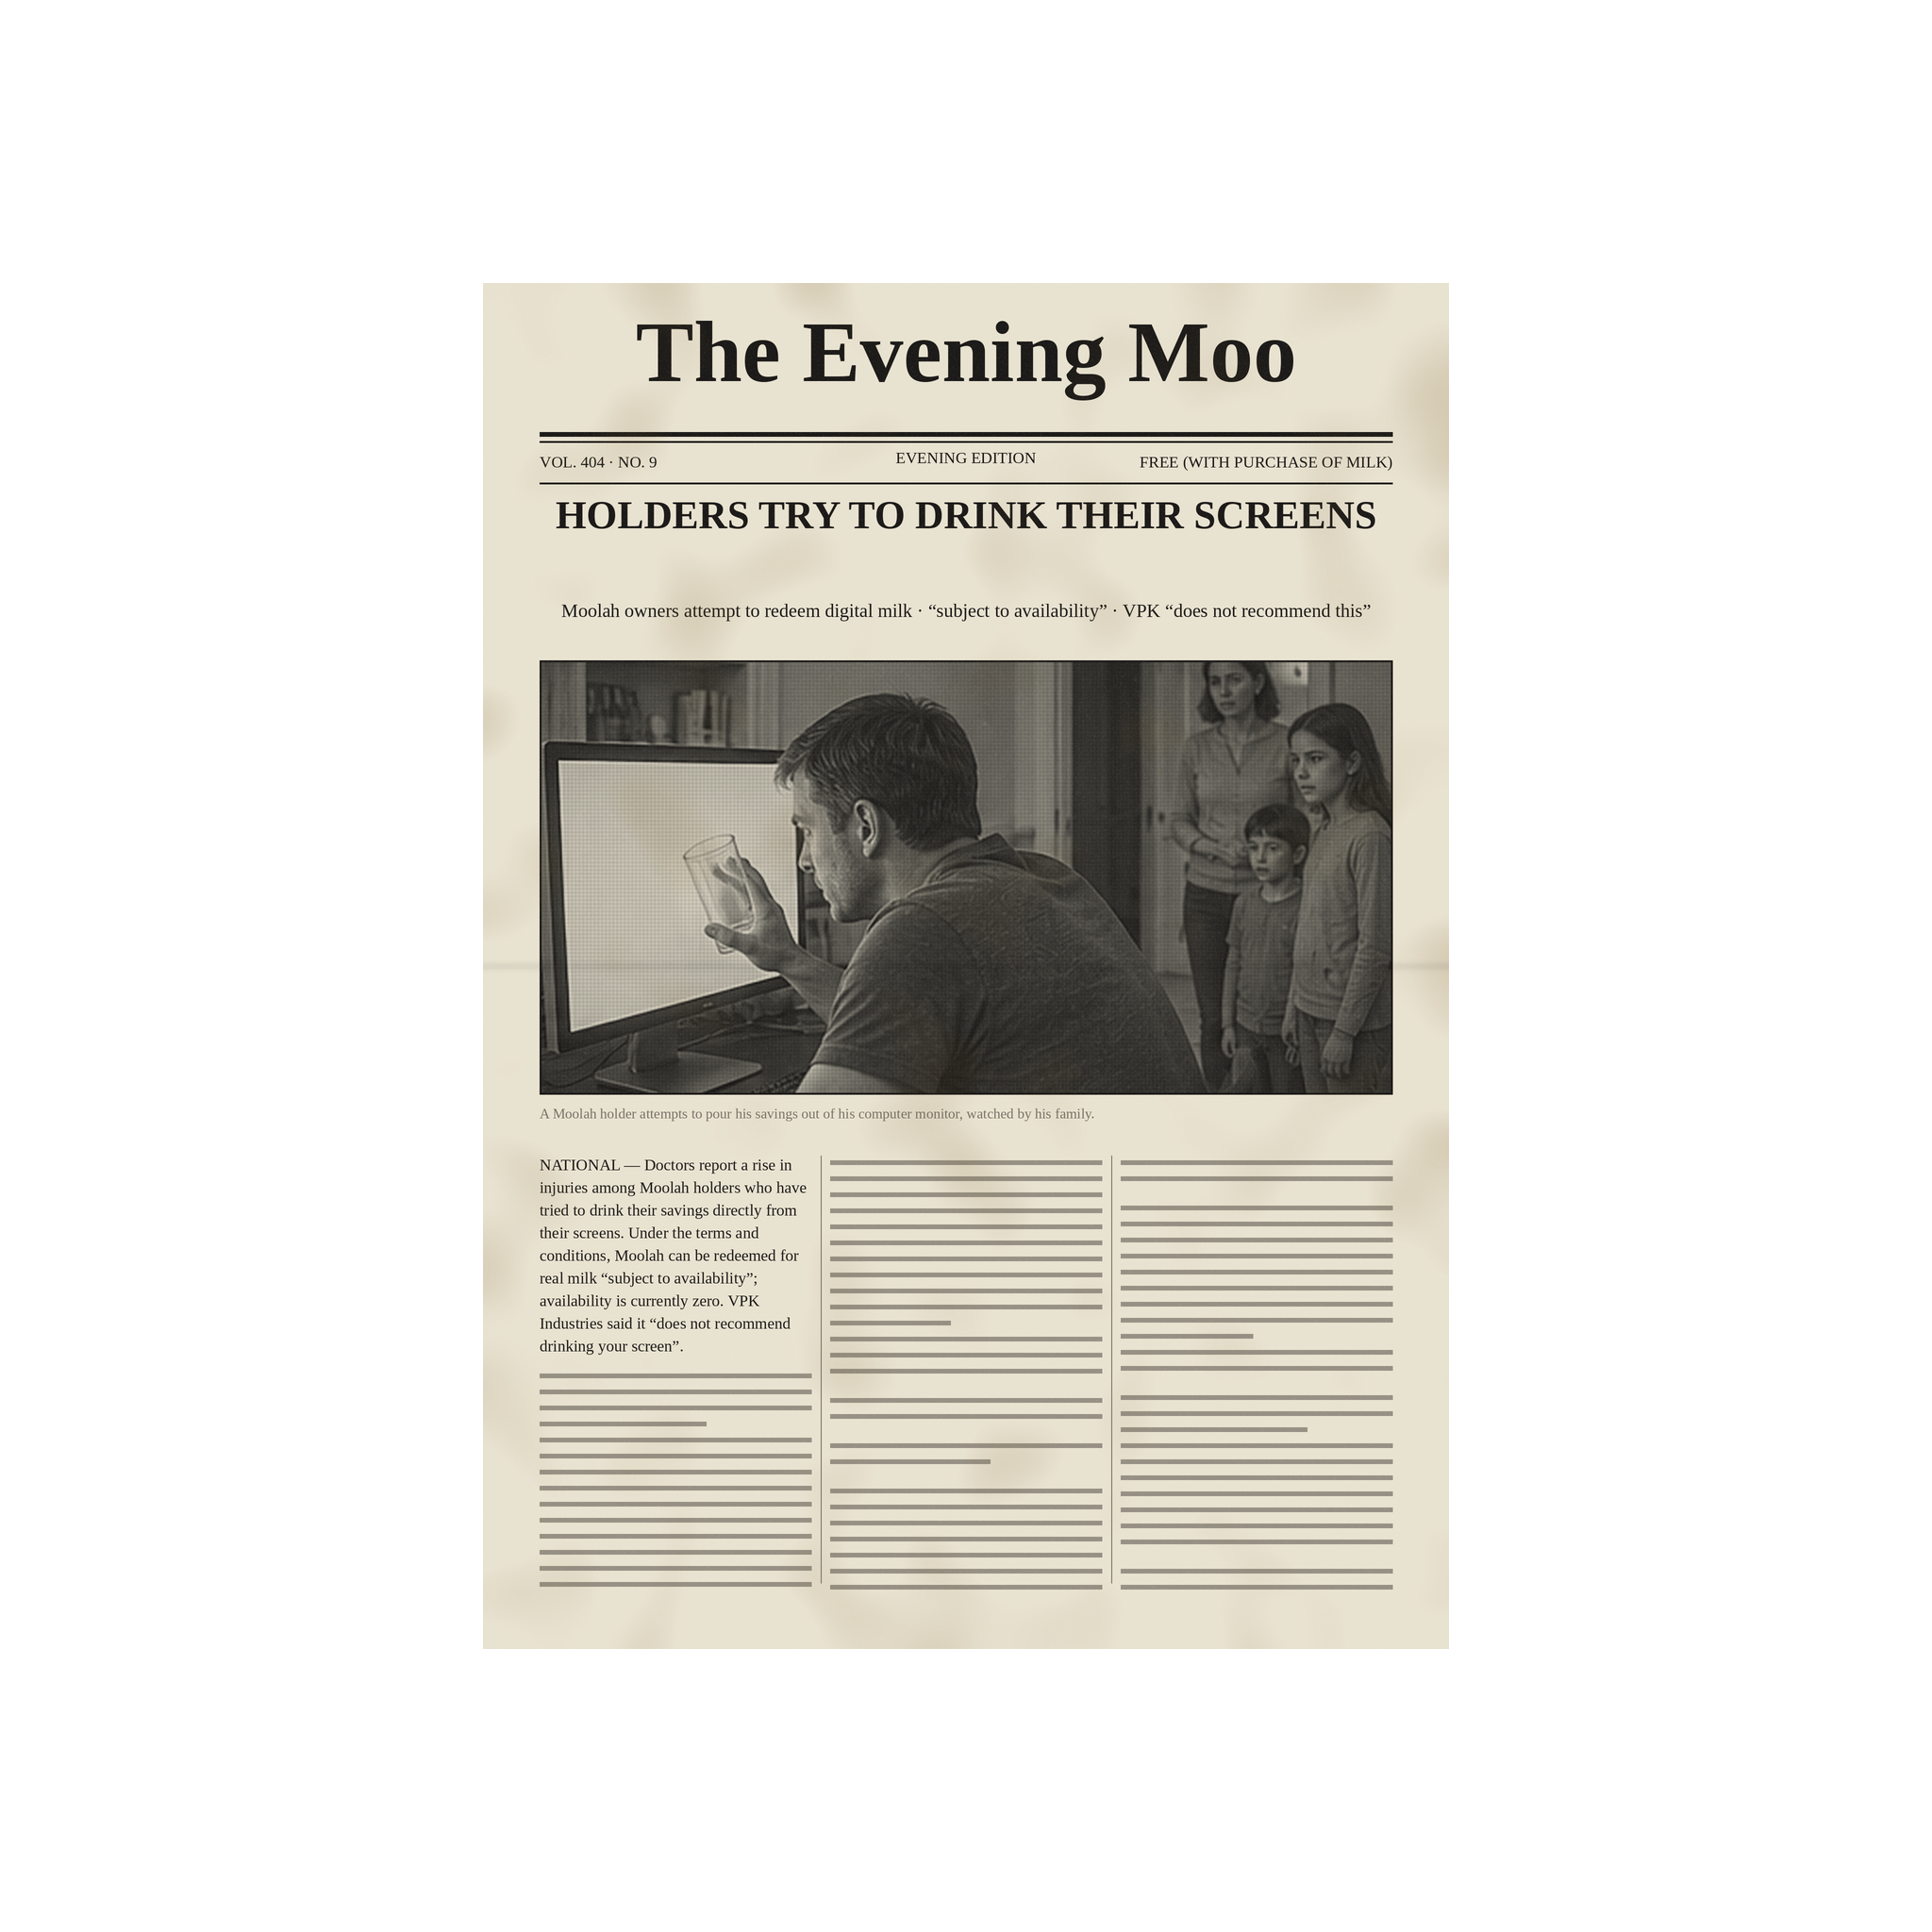 The Evening Moo
VOL. 404 · NO. 9
EVENING EDITION
FREE (WITH PURCHASE OF MILK)
HOLDERS TRY TO DRINK THEIR SCREENS
Moolah owners attempt to redeem digital milk · “subject to availability” · VPK “does not recommend this”
A Moolah holder attempts to pour his savings out of his computer monitor, watched by his family.
NATIONAL — Doctors report a rise in
injuries among Moolah holders who have
tried to drink their savings directly from
their screens. Under the terms and
conditions, Moolah can be redeemed for
real milk “subject to availability”;
availability is currently zero. VPK
Industries said it “does not recommend
drinking your screen”.